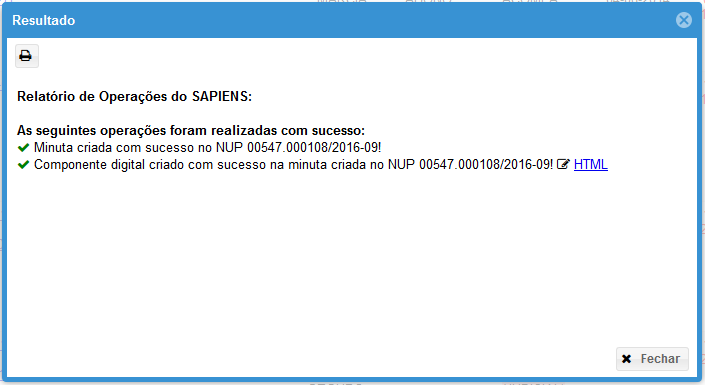 Resultado
Relatório de Operações do SAPIENS:
As seguintes operações foram realizadas com sucesso:
Minuta criada com sucesso no NUP 00547.000108/2016-09!
Componente digital criado com sucesso na minuta criada no NUP 00547.000108/2016-09! HTML
Fechar